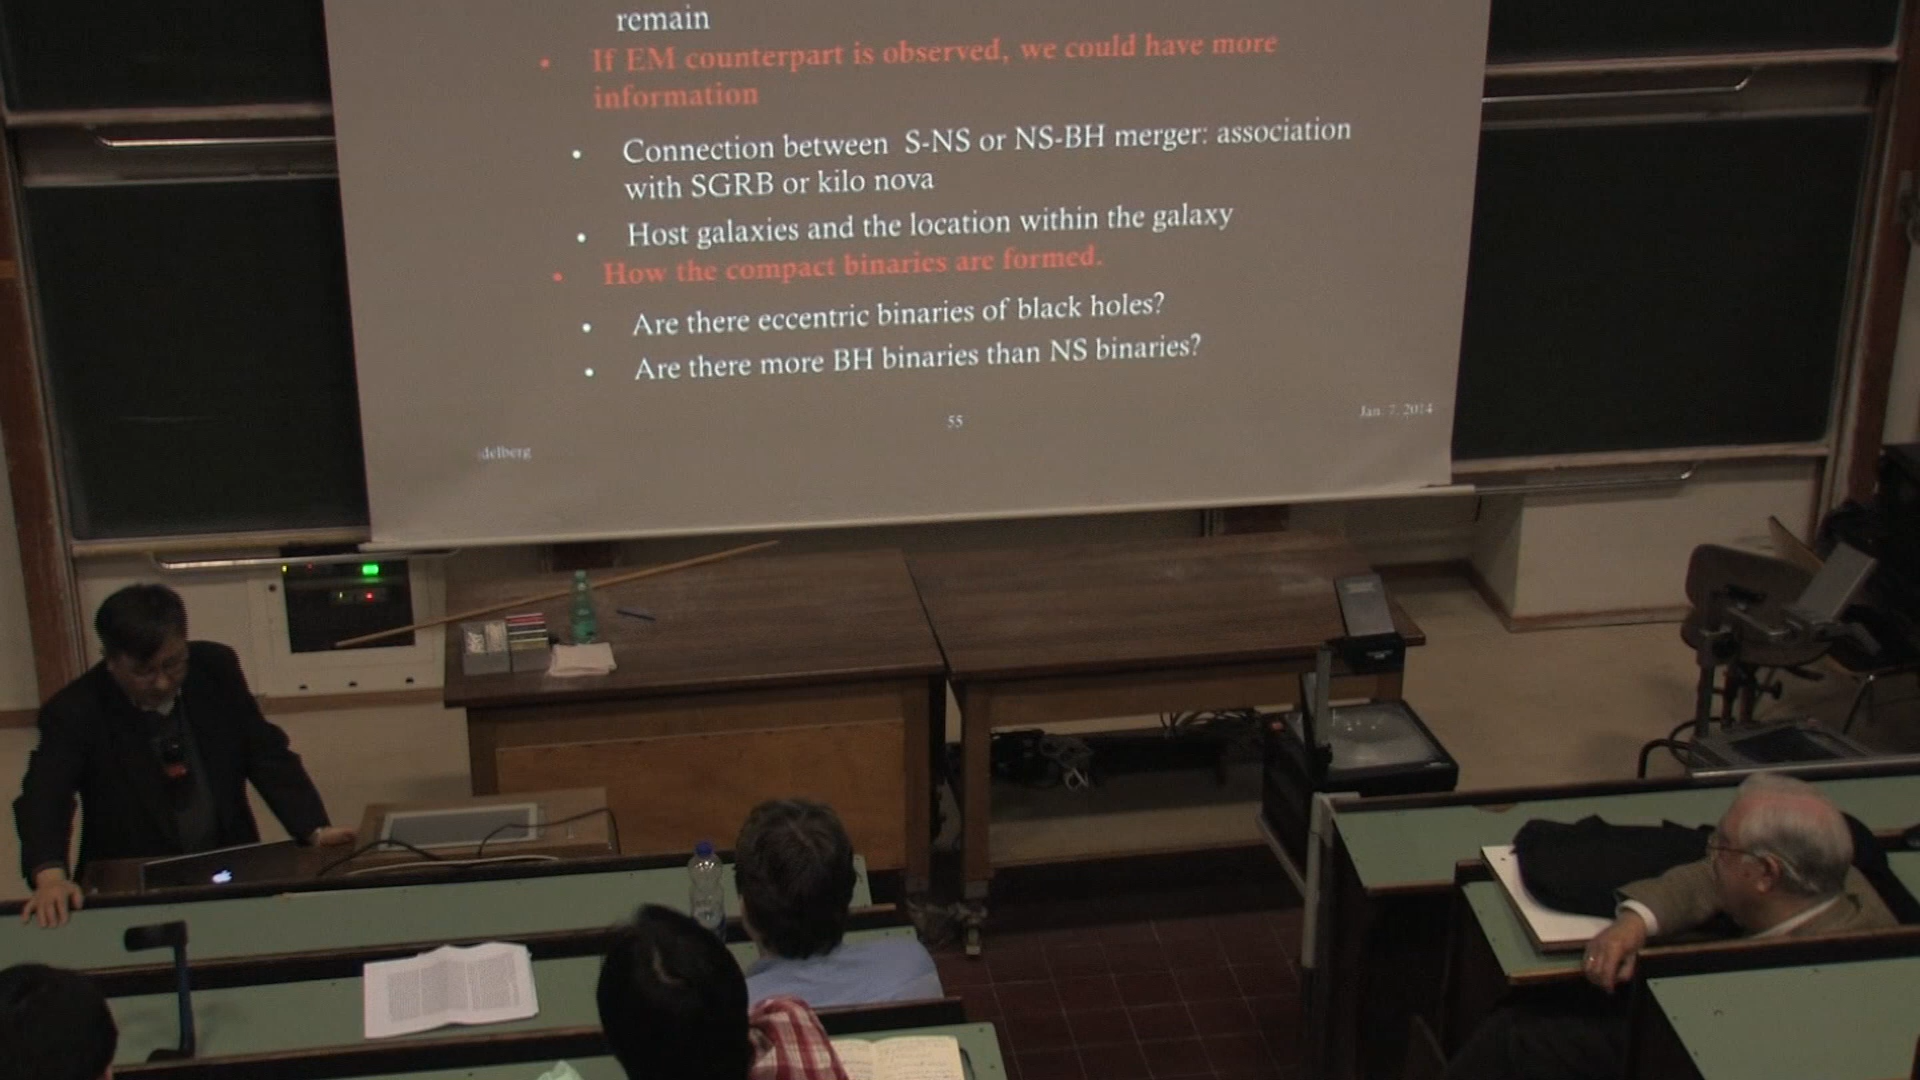 remain
• If EM counterpart is observed, we could have more
information
• Connection between S-NS or NS-BH merger: association
with SGRB or kilo nova
• Host galaxies and the location within the galaxy
• How the compact binaries are formed.
• Are there eccentric binaries of black holes?
• Are there more BH binaries than NS binaries?
delberg
55
Jan. 7, 2014